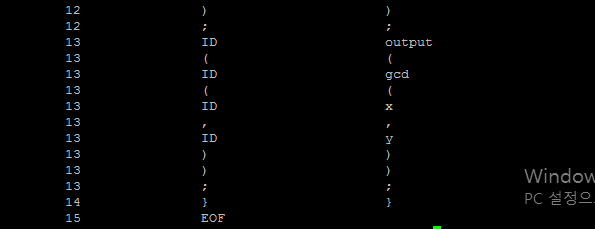 12 ) )
12 ; ;
13 ID output
13 ( (
13 ID gcd
13 ( (
13 ID x
13 , ,
13 ID y
13 ) )
13 ) )
13 ; ;
14 } }
15 EOF
Window
PC 설정으